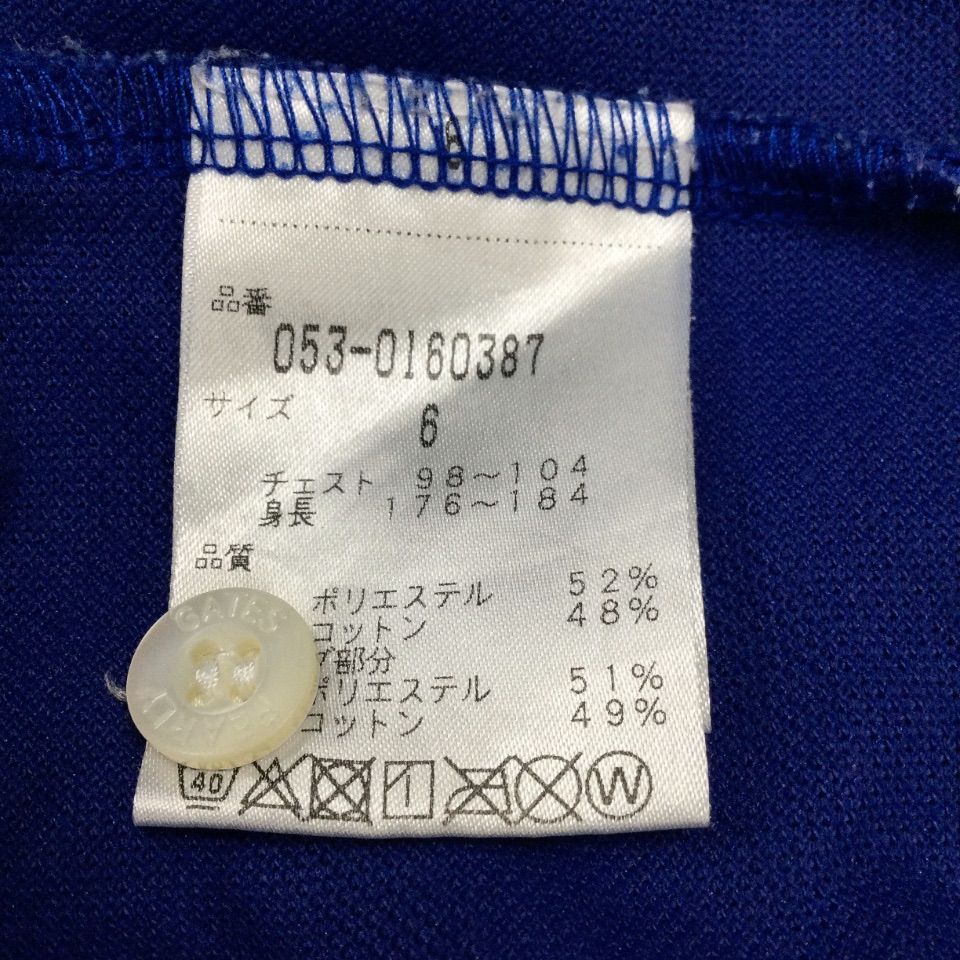 品番
053-0160387
サイズ
6
チェスト 98～104
身長 176～184
品質
ポリエステル 52%
コットン 48%
部分
ポリエステル 51%
コットン 49%
40
W
PEARLY